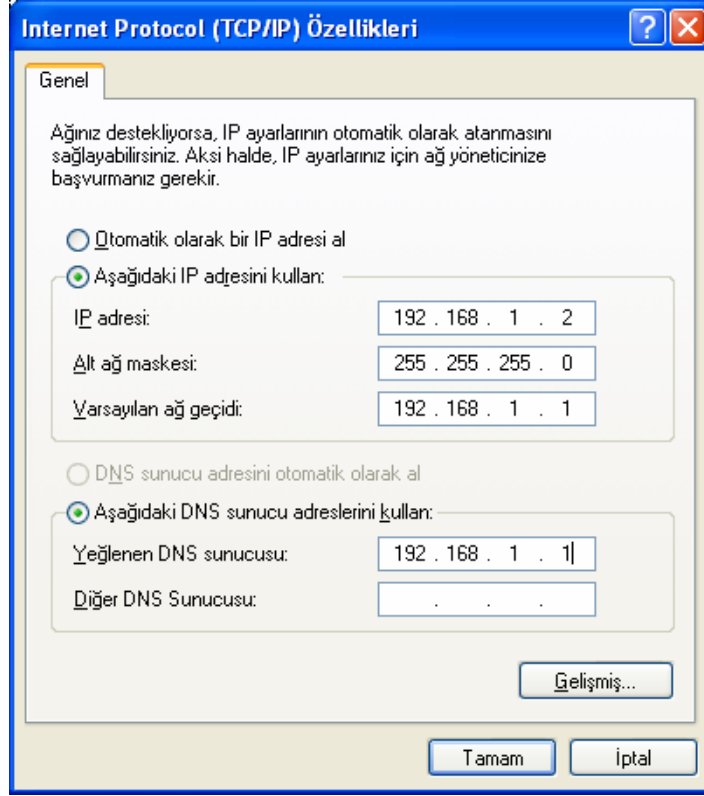 Internet Protocol (TCP/IP) Özellikleri
Genel
Ağınız destekliyorsa, IP ayarlarının otomatik olarak atanmasını
sağlayabilirsiniz. Aksi halde, IP ayarlarınız için ağ yöneticinize
başvurmanız gerekir.
Otomatik olarak bir IP adresi al
Aşağıdaki IP adresini kullan:
IP adresi: 192 . 168 . 1 . 2
Alt ağ maskesi: 255 . 255 . 255 . 0
Varsayılan ağ geçidi: 192 . 168 . 1 . 1
DNS sunucu adresini otomatik olarak al
Aşağıdaki DNS sunucu adreslerini kullan:
Yeğlenen DNS sunucusu: 192 . 168 . 1 . 1
Diğer DNS Sunucusu: . . .
Gelişmiş...
Tamam İptal